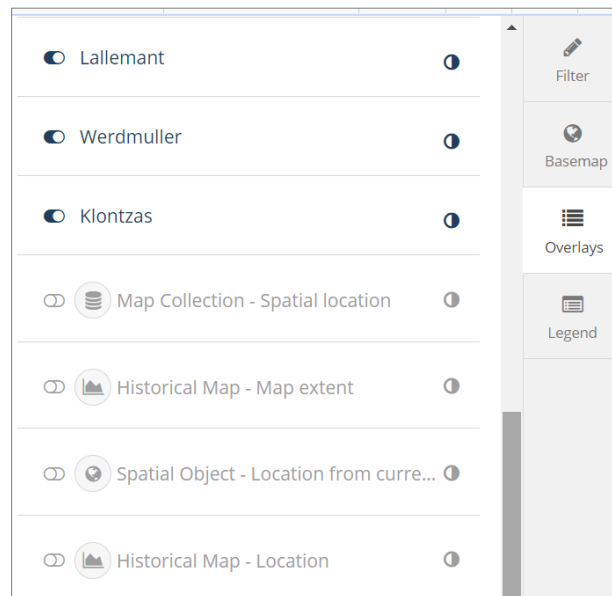 Lallemant
Werdmuller
Klontzas
Map Collection - Spatial location
Historical Map - Map extent
Spatial Object - Location from curre...
Historical Map - Location
Filter
Basemap
Overlays
Legend